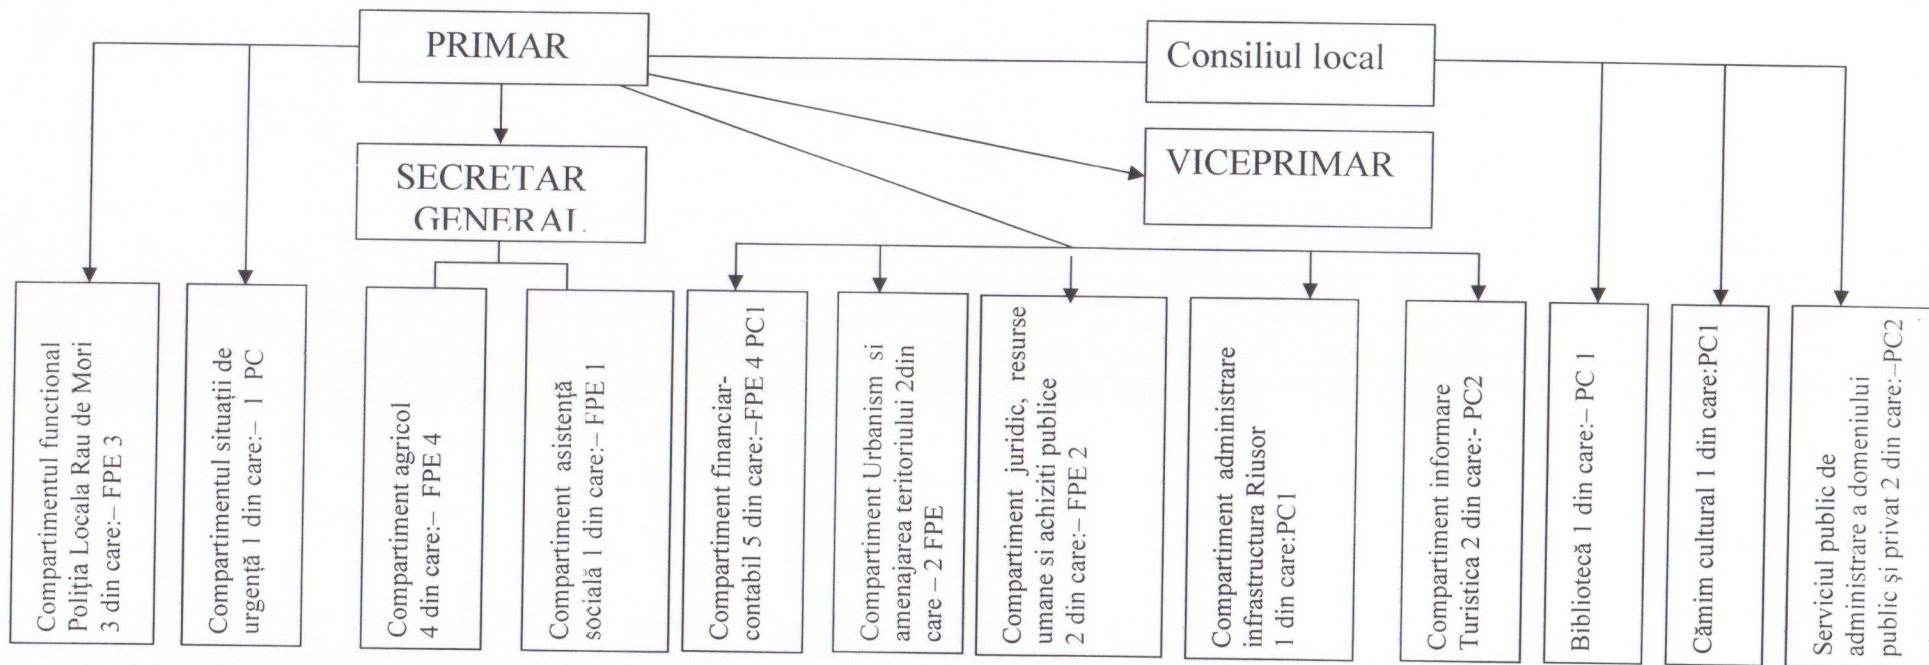 PRIMAR
Consiliul local
SECRETAR
GENERAL
VICEPRIMAR
Compartimentul functional
Poliția Locala Rau de Mori
3 din care:– FPE 3
Compartimentul situații de
urgență 1 din care:– 1 PC
Compartiment agricol
4 din care:– FPE 4
Compartiment asistență
socială 1 din care:– FPE 1
Compartiment financiar-
contabil 5 din care:–FPE 4 PC1
Compartiment Urbanism si
amenajarea teritoriului 2din
care – 2 FPE
Compartiment juridic, resurse
umane si achiziti publice
2 din care:– FPE 2
Compartiment administrare
infrastructura Riusor
1 din care:PC1
Compartiment informare
Turistica 2 din care:- PC2
Bibliotecă 1 din care:– PC 1
Cămim cultural 1 din care:PC1
Serviciul public de
administrare a domeniului
public și privat 2 din care:–PC2